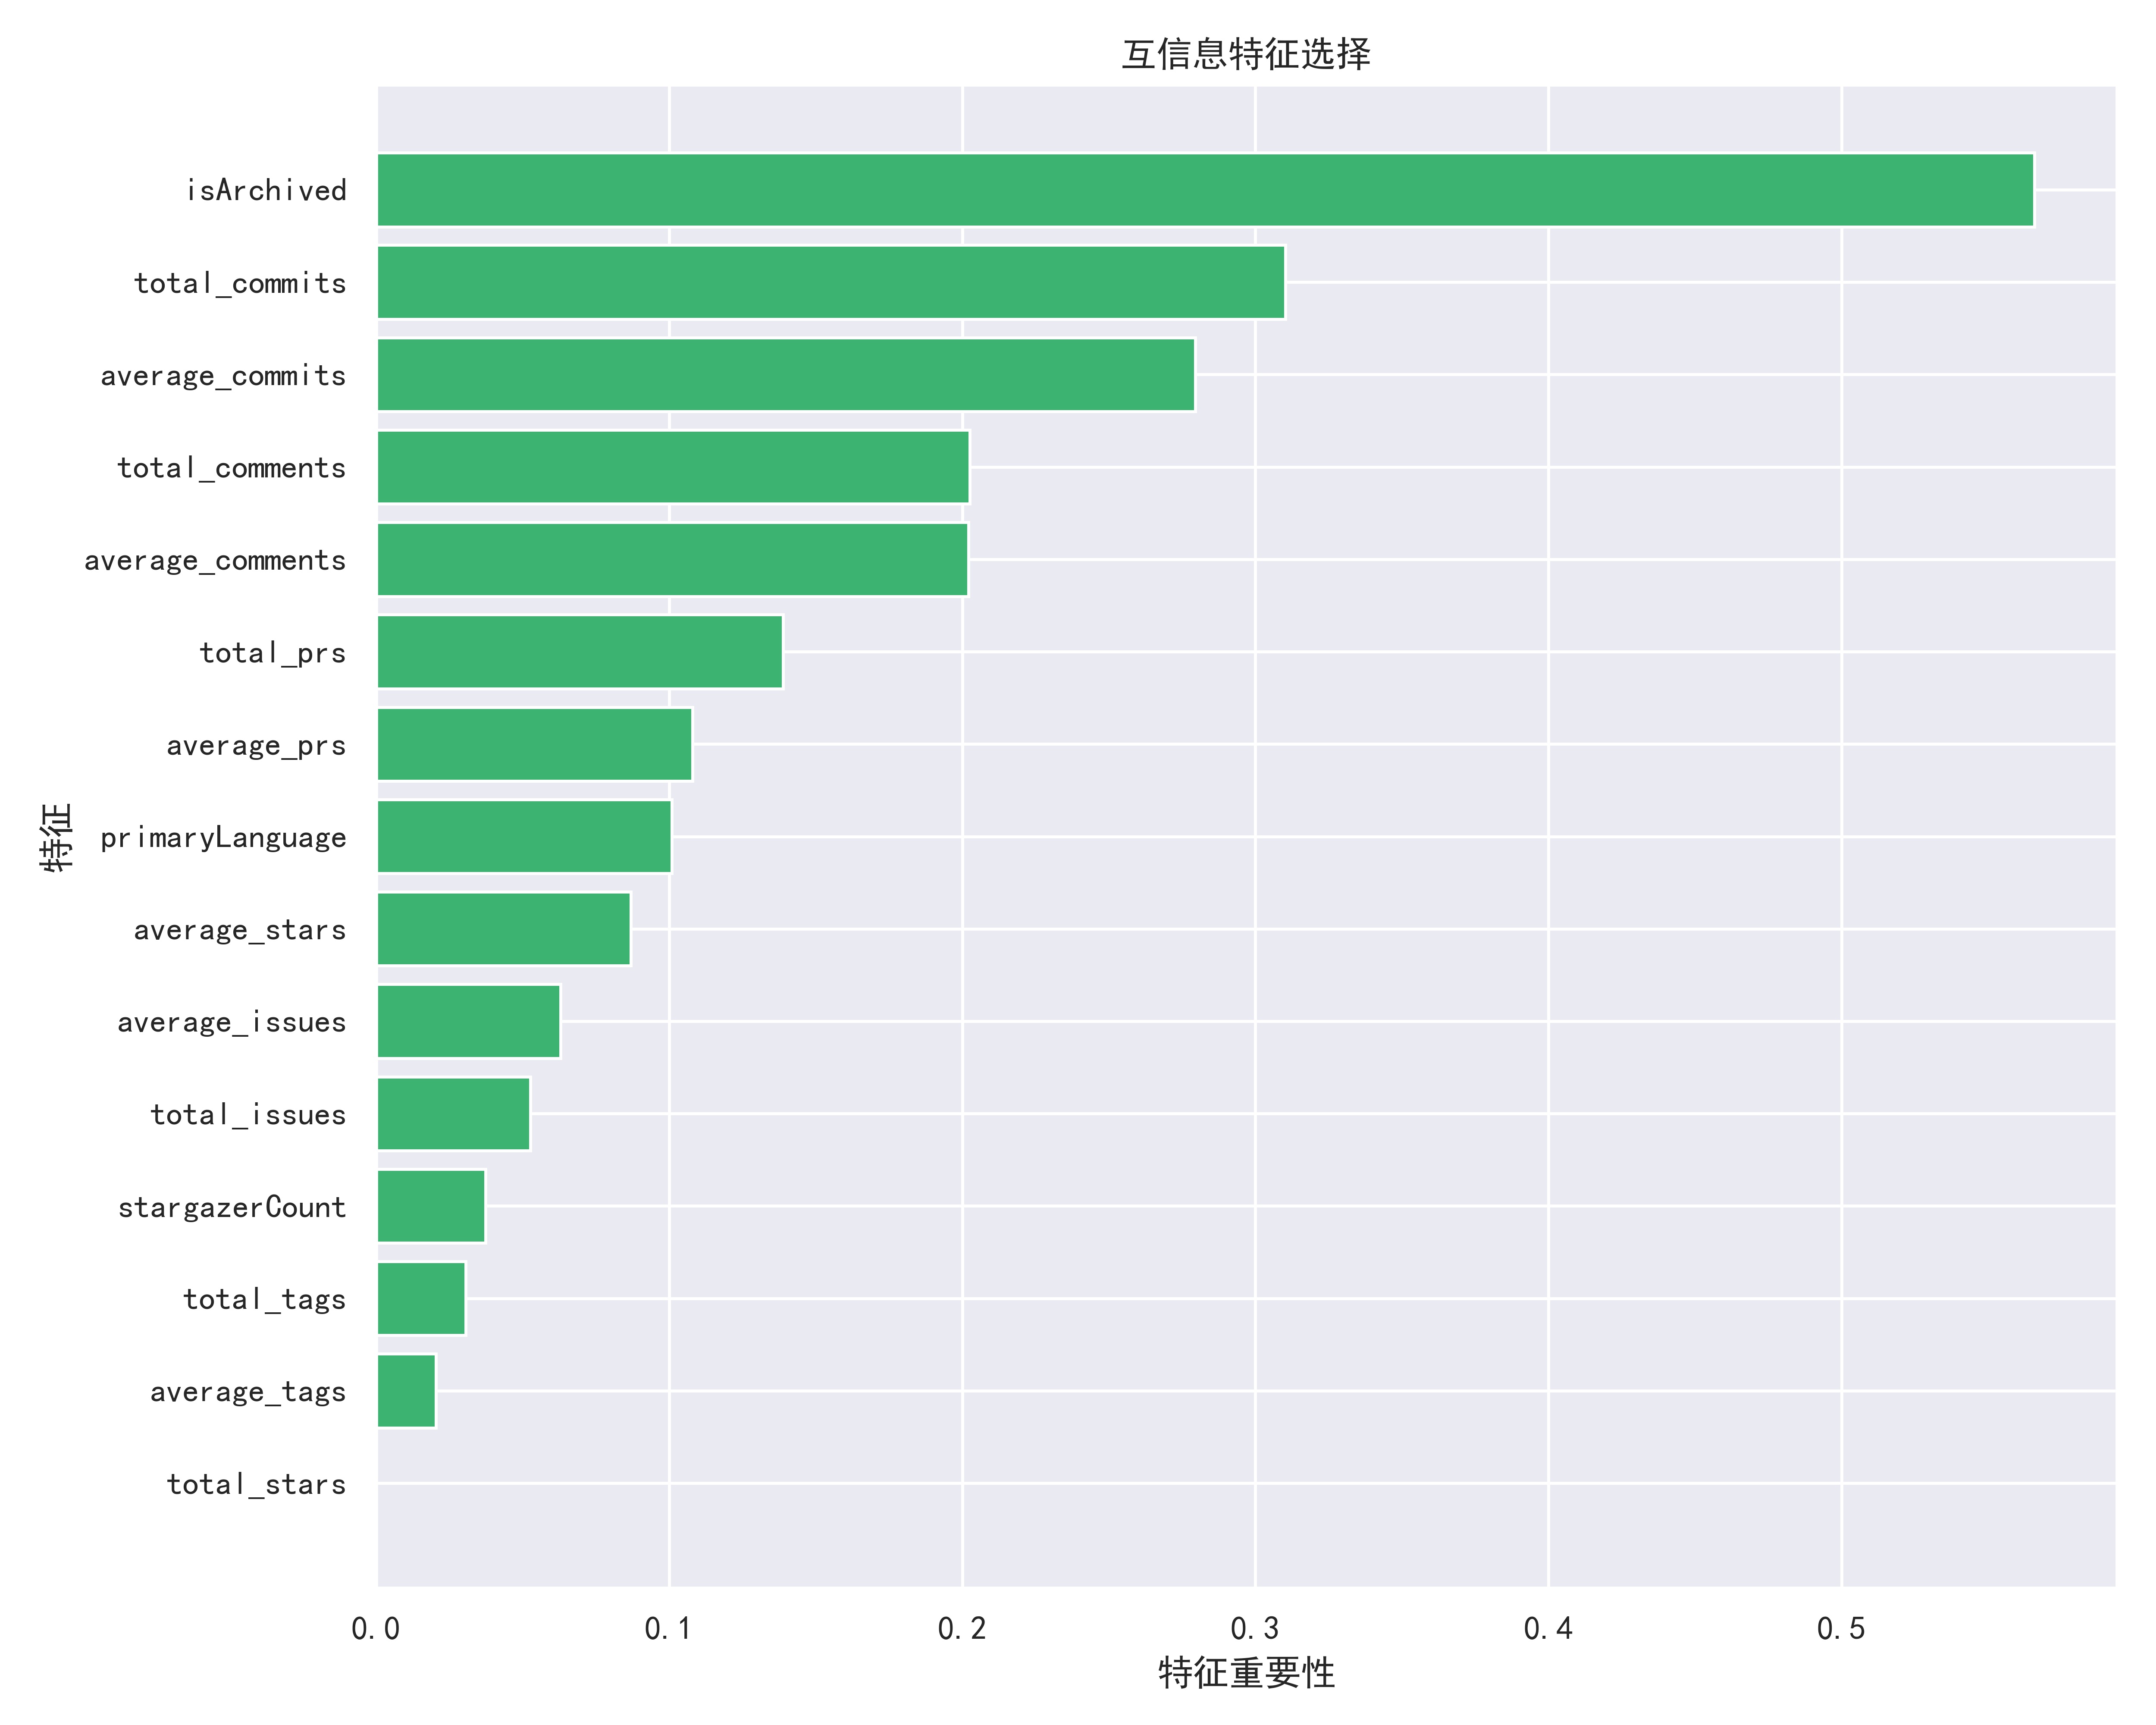 互信息特征选择
isArchived
total_commits
average_commits
total_comments
average_comments
total_prs
average_prs
primaryLanguage
average_stars
average_issues
total_issues
stargazerCount
total_tags
average_tags
total_stars
特征
0.0 0.1 0.2 0.3 0.4 0.5
特征重要性